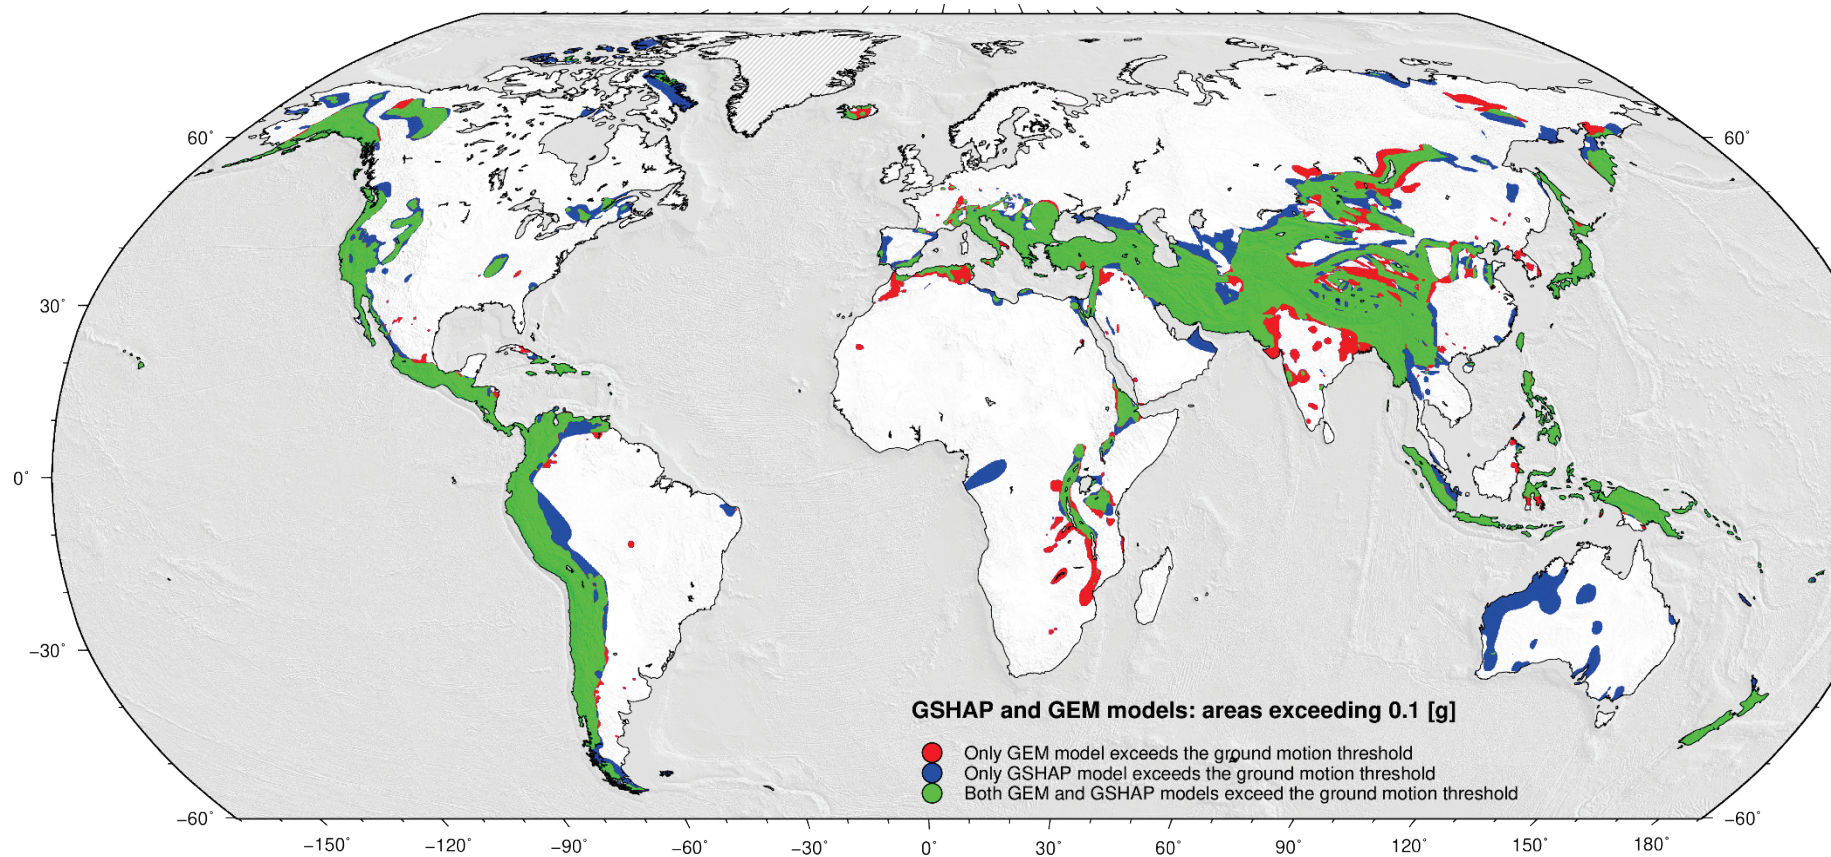 60°
60°
30°
0°
−30°
GSHAP and GEM models: areas exceeding 0.1 [g]
Only GEM model exceeds the ground motion threshold
Only GSHAP model exceeds the ground motion threshold
Both GEM and GSHAP models exceed the ground motion threshold
−60°
−60°
−150° −120° −90° −60° −30° 0° 30° 60° 90° 120° 150° 180°